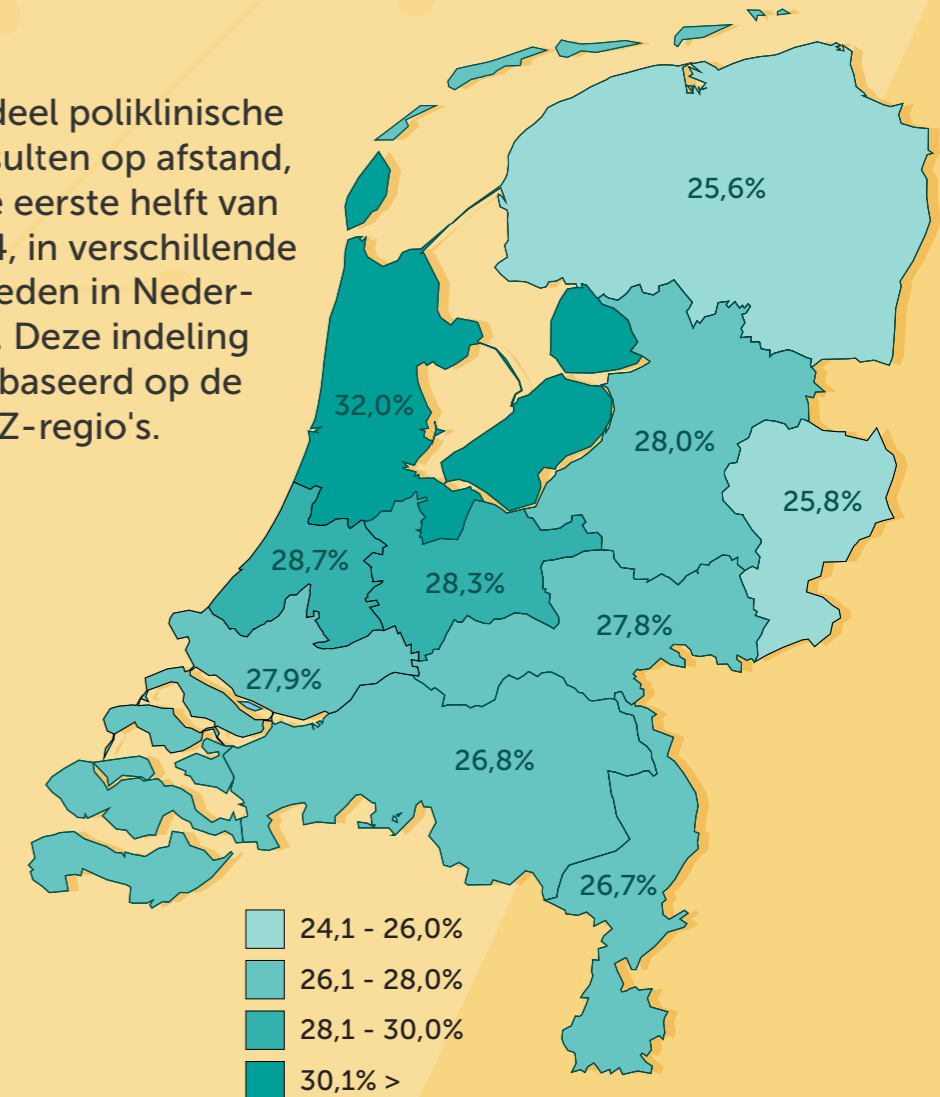 deel poliklinische
sulten op afstand,
e eerste helft van
4, in verschillende
eden in Neder-
. Deze indeling
baseerd op de
Z-regio's.
25,6%
32,0%
28,0%
25,8%
28,7%
28,3%
27,8%
27,9%
26,8%
26,7%
24,1 - 26,0%
26,1 - 28,0%
28,1 - 30,0%
30,1% >